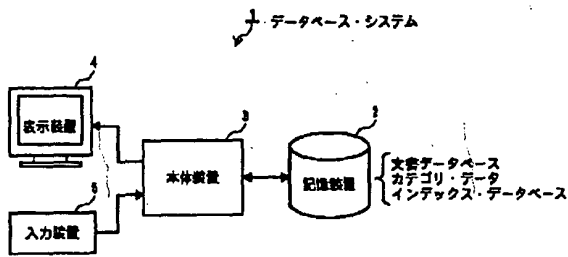 1 データベース・システム
4
表示装置
3
本体装置
2
記憶装置
文書データベース
カテゴリ・データ
インデックス・データベース
5
入力装置